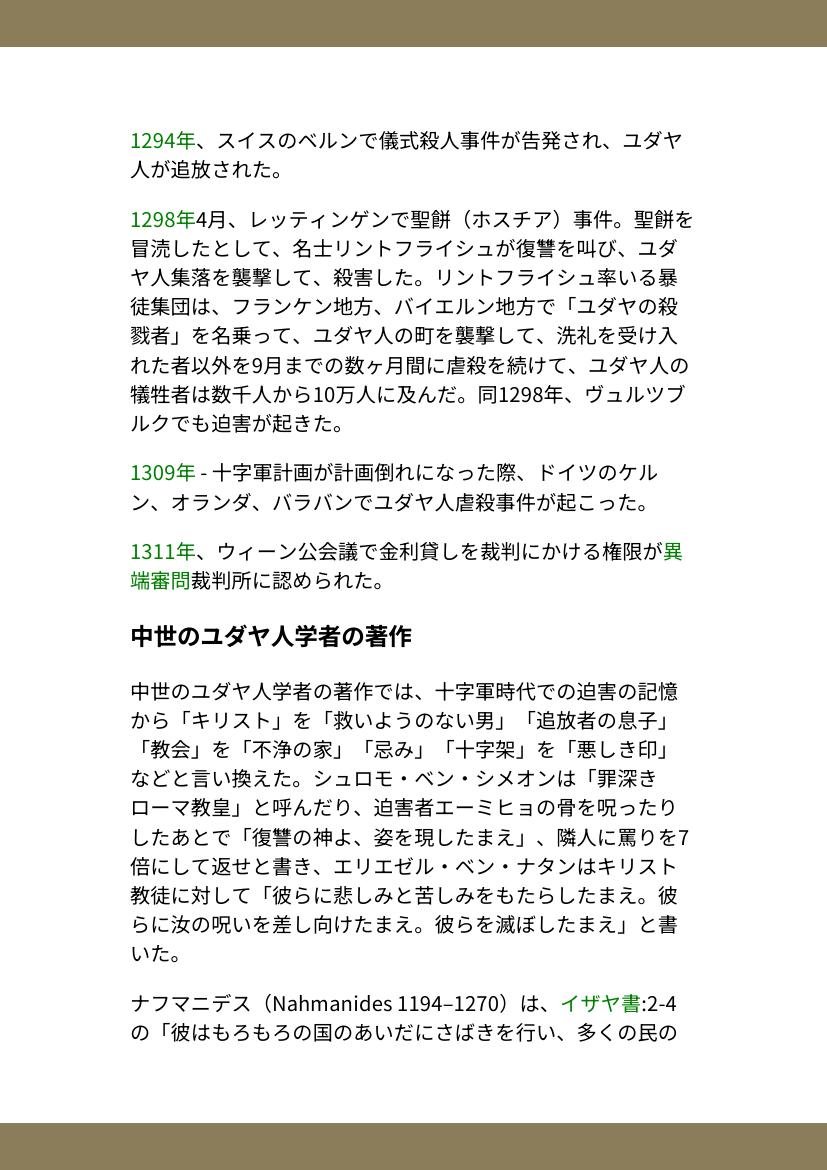 1294年、スイスのベルンで儀式殺人事件が告発され、ユダヤ
人が追放された。
1298年4月、レッティンゲンで聖餅（ホスチア）事件。聖餅を
冒涜したとして、名士リントフライシュが復讐を叫び、ユダ
ヤ人集落を襲撃して、殺害した。リントフライシュ率いる暴
徒集団は、フランケン地方、バイエルン地方で「ユダヤの殺
戮者」を名乗って、ユダヤ人の町を襲撃して、洗礼を受け入
れた者以外を9月までの数ヶ月間に虐殺を続けて、ユダヤ人の
犠牲者は数千人から10万人に及んだ。同1298年、ヴュルツブ
ルクでも迫害が起きた。
1309年 - 十字軍計画が計画倒れになった際、ドイツのケル
ン、オランダ、バラバンでユダヤ人虐殺事件が起こった。
1311年、ウィーン公会議で金利貸しを裁判にかける権限が異
端審問裁判所に認められた。
中世のユダヤ人学者の著作
中世のユダヤ人学者の著作では、十字軍時代での迫害の記憶
から「キリスト」を「救いようのない男」「追放者の息子」
「教会」を「不浄の家」「忌み」「十字架」を「悪しき印」
などと言い換えた。シュロモ・ベン・シメオンは「罪深き
ローマ教皇」と呼んだり、迫害者エーミヒョの骨を呪ったり
したあとで「復讐の神よ、姿を現したまえ」、隣人に罵りを7
倍にして返せと書き、エリエゼル・ベン・ナタンはキリスト
教徒に対して「彼らに悲しみと苦しみをもたらしたまえ。彼
らに汝の呪いを差し向けたまえ。彼らを滅ぼしたまえ」と書
いた。
ナフマニデス（Nahmanides 1194–1270）は、イザヤ書:2-4
の「彼はもろもろの国のあいだにさばきを行い、多くの民の